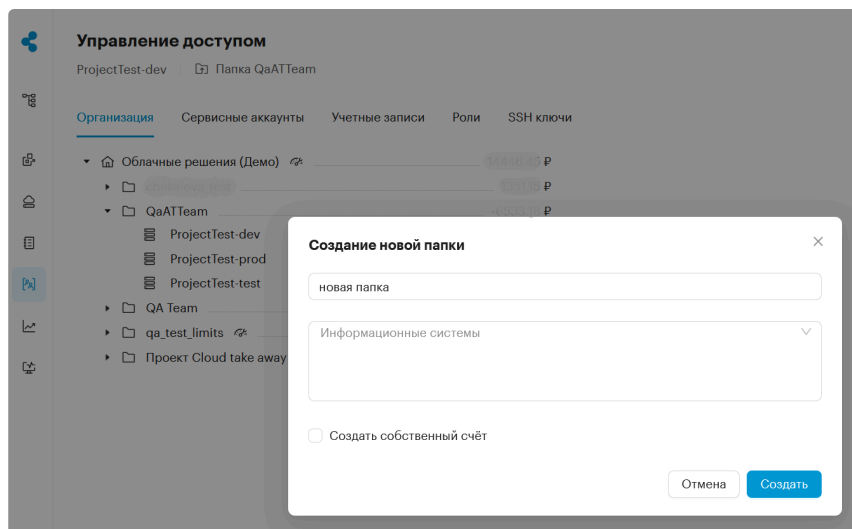 Управление доступом
ProjectTest-dev Папка QaATTeam
Организация Сервисные аккаунты Учетные записи Роли SSH ключи
Облачные решения (Демо) ₽
₽
QaATTeam ₽
ProjectTest-dev
ProjectTest-prod
ProjectTest-test
QA Team
qa_test_limits
Проект Cloud take away
Создание новой папки
новая папка
Информационные системы
Создать собственный счёт
Отмена Создать